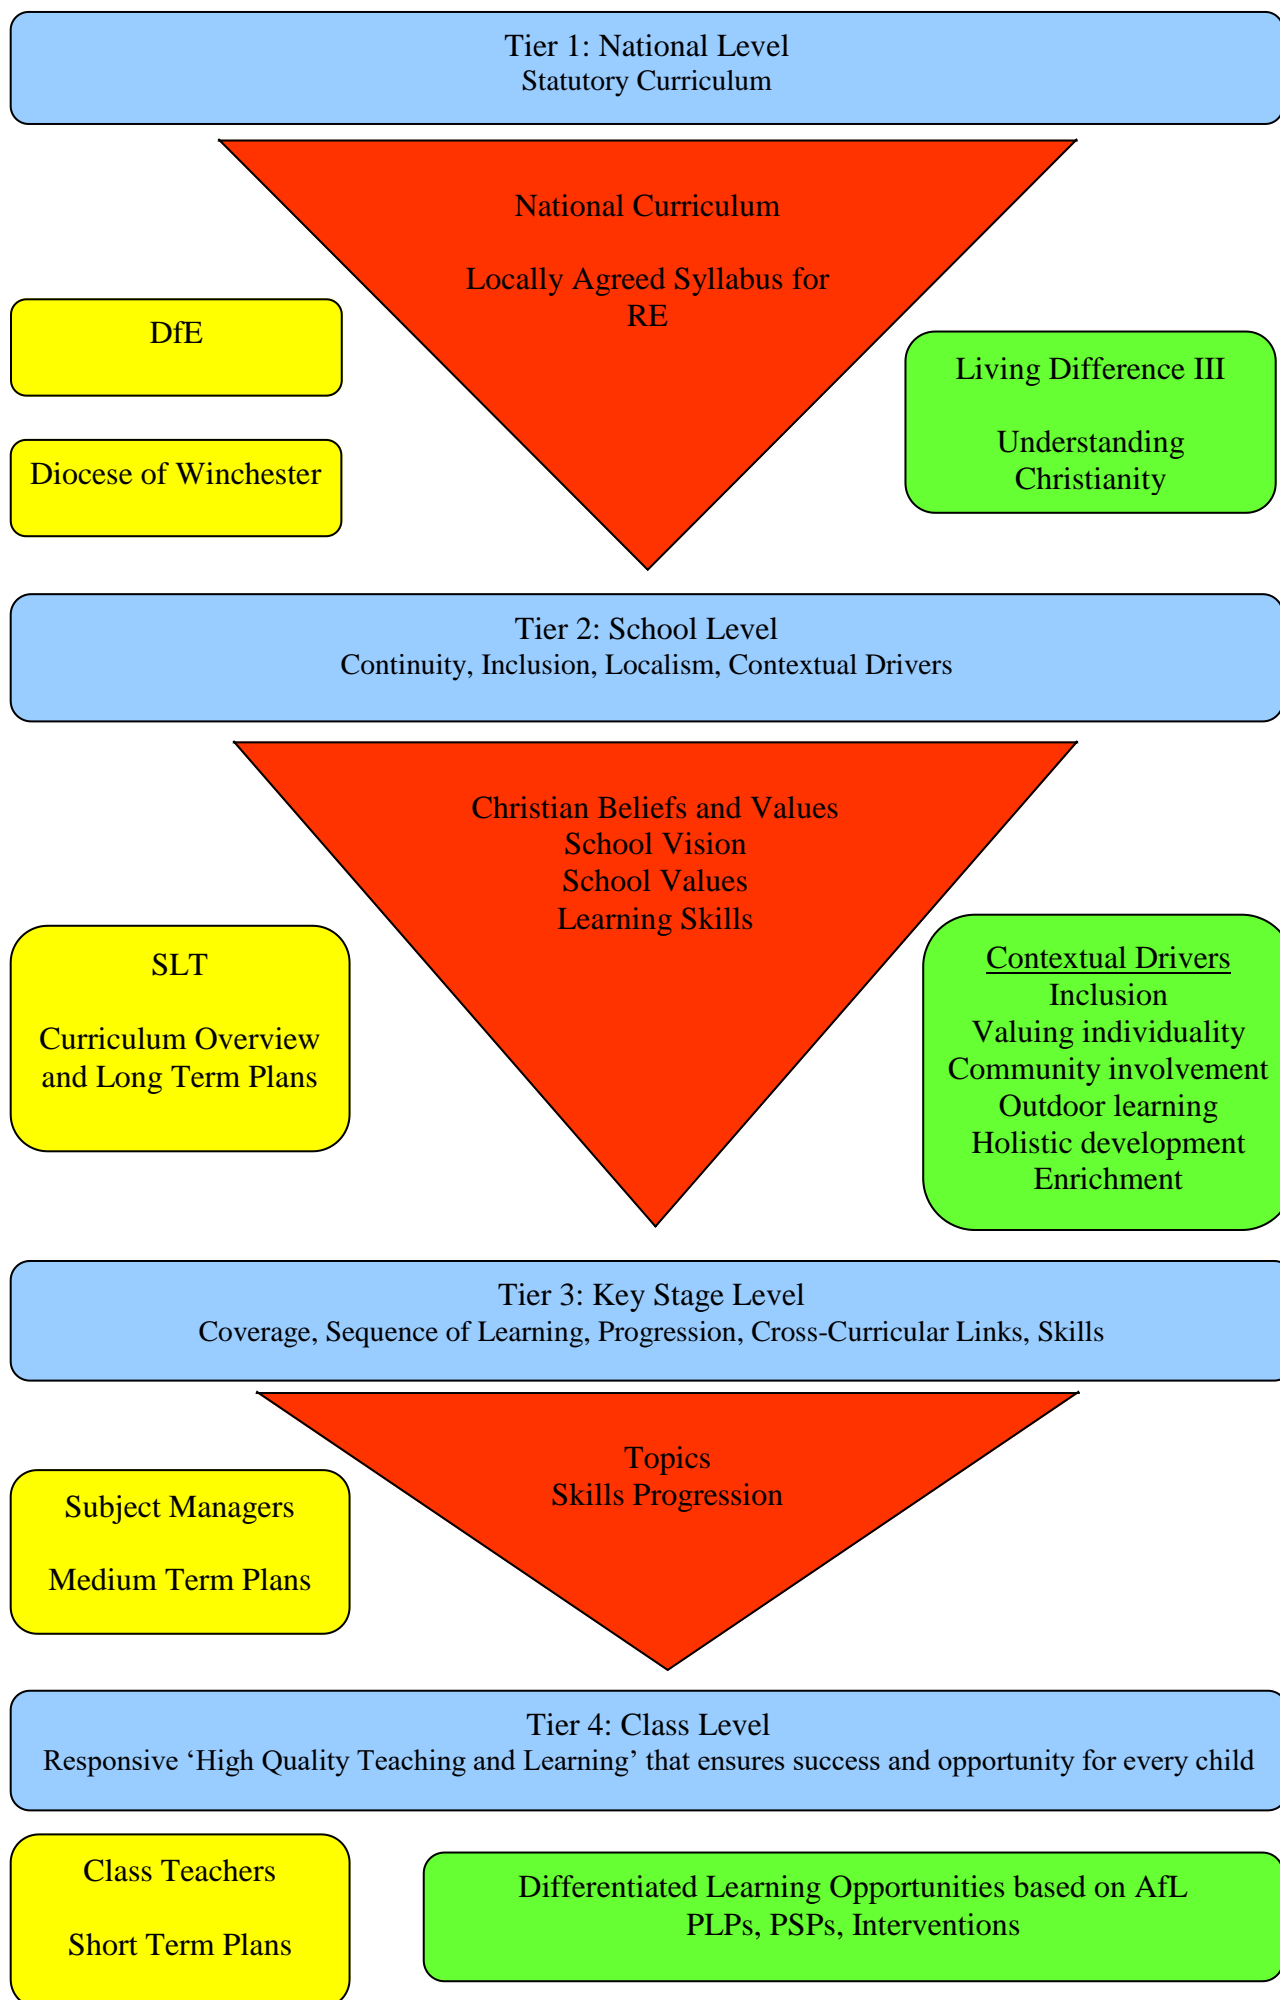 Tier 1: National Level
Statutory Curriculum
National Curriculum
Locally Agreed Syllabus for
RE
DfE
Diocese of Winchester
Living Difference III
Understanding
Christianity
Tier 2: School Level
Continuity, Inclusion, Localism, Contextual Drivers
Christian Beliefs and Values
School Vision
School Values
Learning Skills
SLT
Curriculum Overview
and Long Term Plans
Contextual Drivers
Inclusion
Valuing individuality
Community involvement
Outdoor learning
Holistic development
Enrichment
Tier 3: Key Stage Level
Coverage, Sequence of Learning, Progression, Cross-Curricular Links, Skills
Topics
Skills Progression
Subject Managers
Medium Term Plans
Tier 4: Class Level
Responsive ‘High Quality Teaching and Learning’ that ensures success and opportunity for every child
Class Teachers
Short Term Plans
Differentiated Learning Opportunities based on AfL
PLPs, PSPs, Interventions